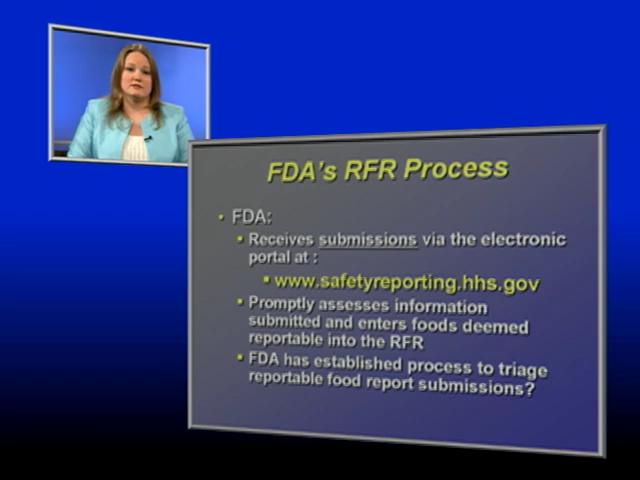 FDA's RFR Process
• FDA:
▪ Receives submissions via the electronic
portal at :
▪ www.safetyreporting.hhs.gov
▪ Promptly assesses information
submitted and enters foods deemed
reportable into the RFR
▪ FDA has established process to triage
reportable food report submissions?